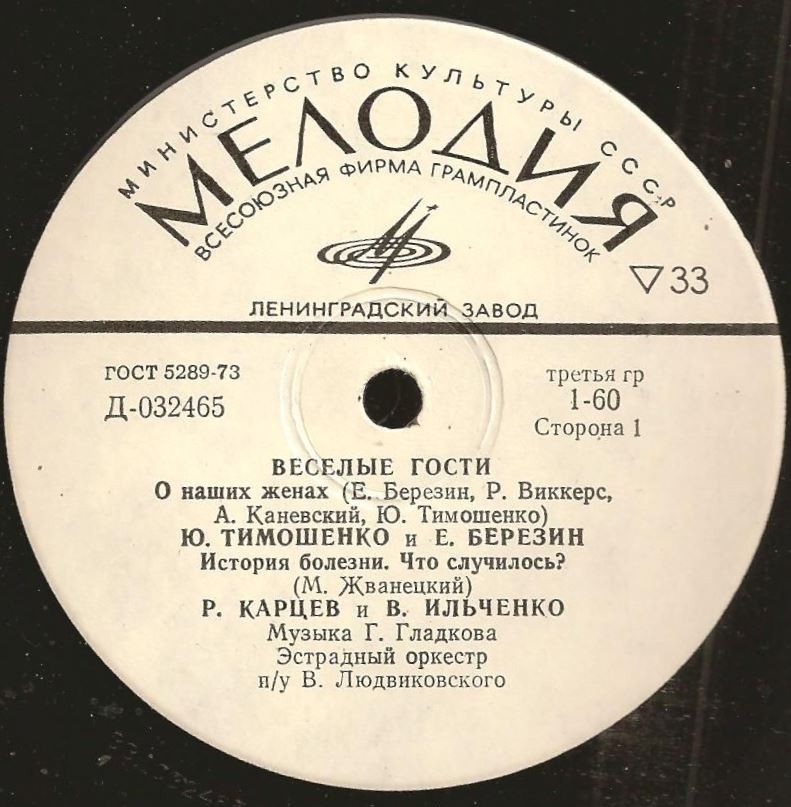 МИНИСТЕРСТВО КУЛЬТУРЫ СССР
МЕЛОДИЯ
ВСЕСОЮЗНАЯ ФИРМА ГРАМПЛАСТИНОК
33
ЛЕНИНГРАДСКИЙ ЗАВОД
ГОСТ 5289-73
Д-032465
третья гр
1-60
Сторона 1
ВЕСЕЛЫЕ ГОСТИ
О наших женах (Е. Березин, Р. Виккерс,
А. Каневский, Ю. Тимошенко)
Ю. ТИМОШЕНКО и Е. БЕРЕЗИН
История болезни. Что случилось?
(М. Жванецкий)
Р. КАРЦЕВ и В. ИЛЬЧЕНКО
Музыка Г. Гладкова
Эстрадный оркестр
п/у В. Людвиковского